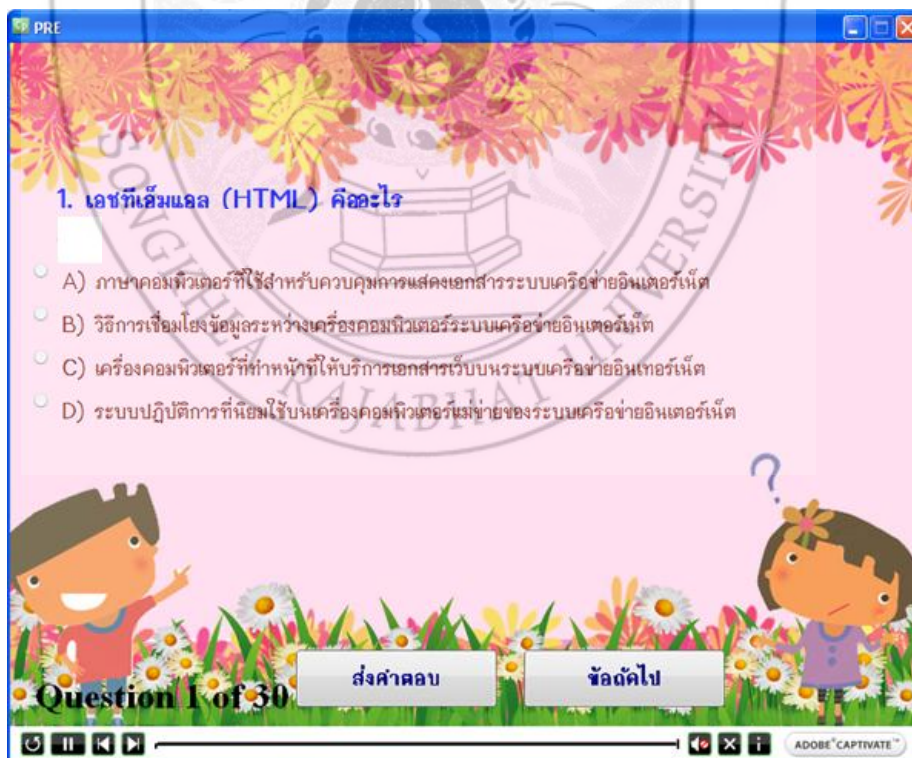 PRE
1. เอชทีเอ็มแอล (HTML) คืออะไร
A) ภาษาคอมพิวเตอร์ที่ใช้สำหรับควบคุมการแสดงเอกสารระบบเครือข่ายอินเตอร์เน็ต
B) วิธีการเชื่อมโยงข้อมูลระหว่างเครื่องคอมพิวเตอร์ระบบเครือข่ายอินเตอร์เน็ต
C) เครื่องคอมพิวเตอร์ที่ทำหน้าที่ให้บริการเอกสารเว็บบนระบบเครือข่ายอินเทอร์เน็ต
D) ระบบปฏิบัติการที่นิยมใช้บนเครื่องคอมพิวเตอร์แม่ข่ายของระบบเครือข่ายอินเตอร์เน็ต
SONGKHLA RAJABHAT UNIVERSITY
?
ส่งคำตอบ
ข้อถัดไป
Question 1 of 30
ADOBE® CAPTIVATE™